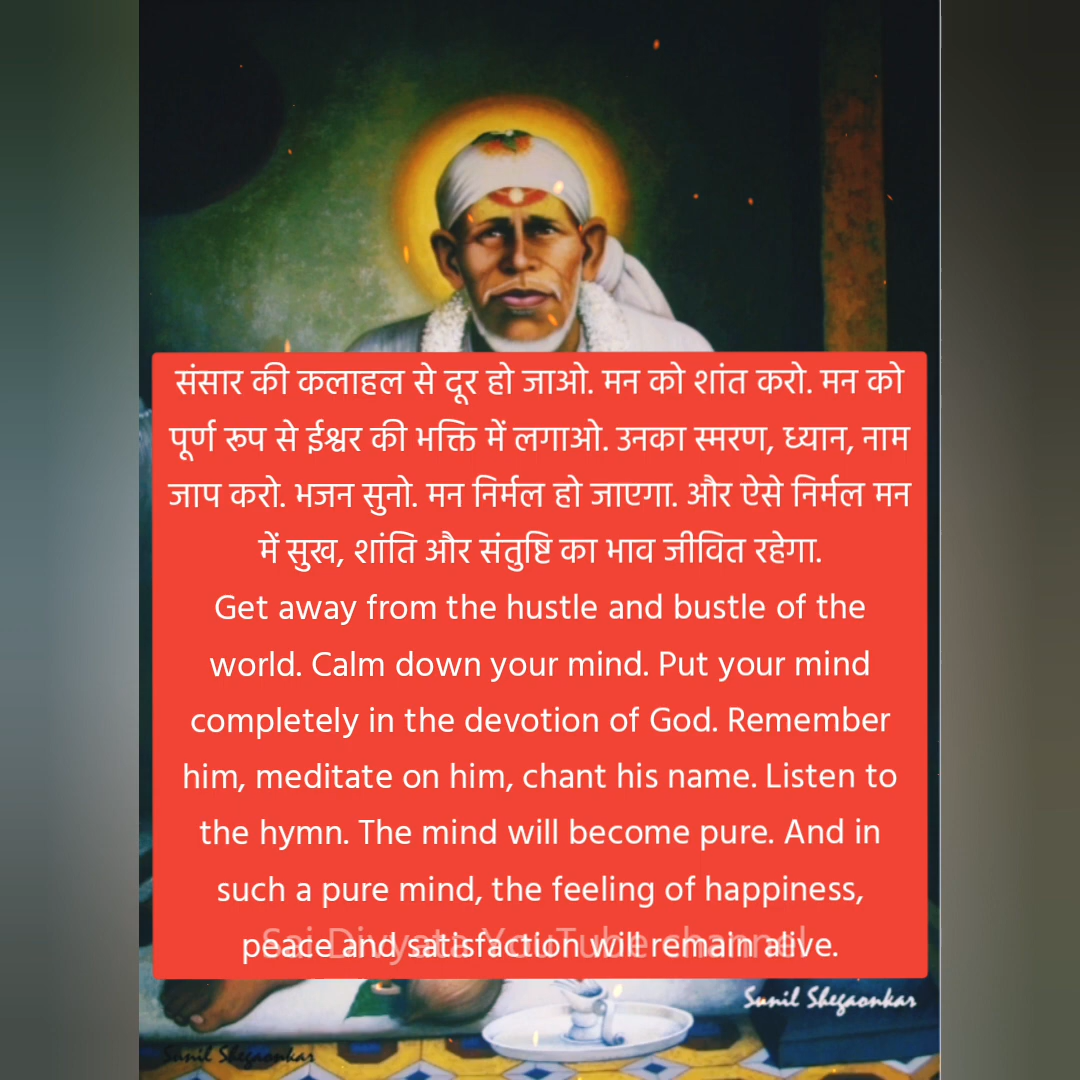 संसार की कलाहल से दूर हो जाओ. मन को शांत करो. मन को
पूर्ण रूप से ईश्वर की भक्ति में लगाओ. उनका स्मरण, ध्यान, नाम
जाप करो. भजन सुनो. मन निर्मल हो जाएगा. और ऐसे निर्मल मन
में सुख, शांति और संतुष्टि का भाव जीवित रहेगा.
Get away from the hustle and bustle of the
world. Calm down your mind. Put your mind
completely in the devotion of God. Remember
him, meditate on him, chant his name. Listen to
the hymn. The mind will become pure. And in
such a pure mind, the feeling of happiness,
peace and satisfaction will remain alive.
Sai Divyata YouTube channel
Sunil Shegaonkar
Sunil Shegaonkar